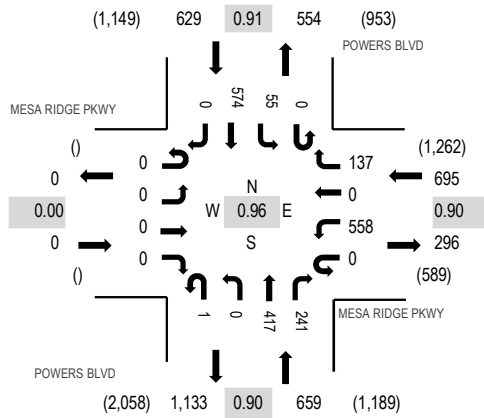 (1,149) 629 0.91 554 (953)
POWERS BLVD
MESA RIDGE PKWY
0 574 55 0
() 0 137 (1,262)
0 0 N 0 695
0.00 0 W 0.96 E 558 0.90
0 0 S 0 296
() (589)
1 0 417 241
MESA RIDGE PKWY
POWERS BLVD
(2,058) 1,133 0.90 659 (1,189)